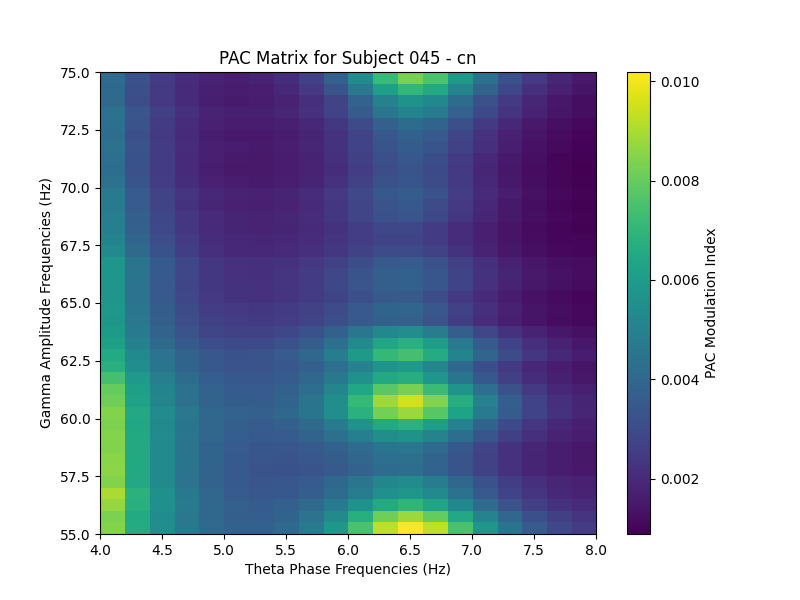 PAC Matrix for Subject 045 - cn
75.0
72.5
70.0
67.5
65.0
62.5
60.0
57.5
55.0
Gamma Amplitude Frequencies (Hz)
4.0 4.5 5.0 5.5 6.0 6.5 7.0 7.5 8.0
Theta Phase Frequencies (Hz)
0.010
0.008
0.006
0.004
0.002
PAC Modulation Index